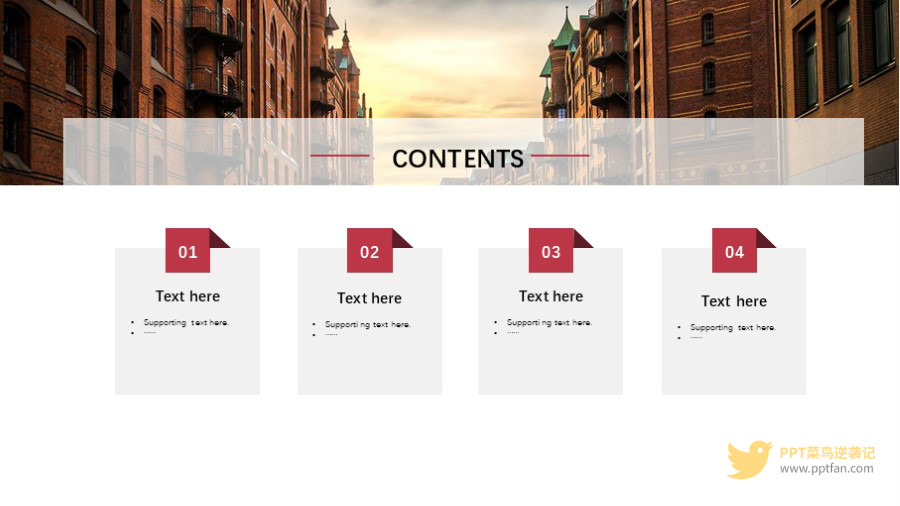 CONTENTS
01
Text here
• Supporting text here.
• ······
02
Text here
• Supporting text here.
• ······
03
Text here
• Supporting text here.
• ······
04
Text here
• Supporting text here.
• ······
PPT菜鸟逆袭记
www.pptfan.com